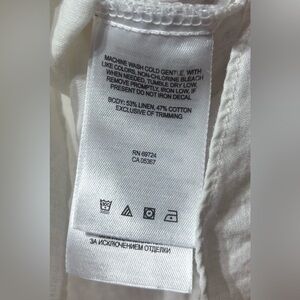 MACHINE WASH COLD GENTLE, WITH
LIKE COLORS, NON-CHLORINE BLEACH
WHEN NEEDED, TUMBLE DRY LOW,
REMOVE PROMPTLY, IRON LOW, IF
PRESENT DO NOT IRON DECAL
BODY: 53% LINEN, 47% COTTON
EXCLUSIVE OF TRIMMING
RN 69724
CA 05367
ЗА ИСКЛЮЧЕНИЕМ ОТДЕЛКИ